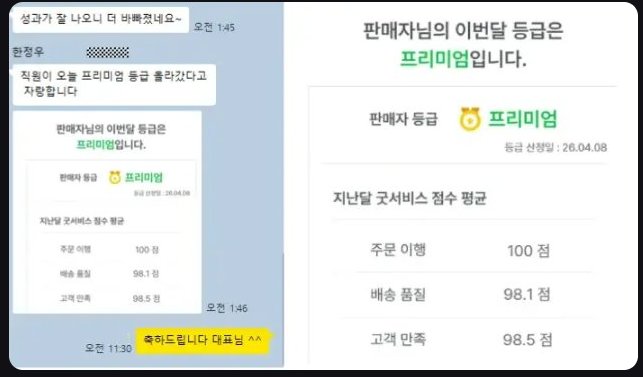 성과가 잘 나오니 더 바빠졌네요~
오전 1:45
한정우
직원이 오늘 프리미엄 등급 올라갔다고
자랑합니다
판매자님의 이번달 등급은
프리미엄입니다.
판매자 등급 프리미엄
등급 산정일 : 26.04.08
지난달 굿서비스 점수 평균
주문 이행 100 점
배송 품질 98.1 점
고객 만족 98.5 점
오전 1:46
오전 11:30
축하드립니다 대표님 ^^
판매자님의 이번달 등급은
프리미엄입니다.
판매자 등급 프리미엄
등급 산정일 : 26.04.08
지난달 굿서비스 점수 평균
주문 이행 100 점
배송 품질 98.1 점
고객 만족 98.5 점